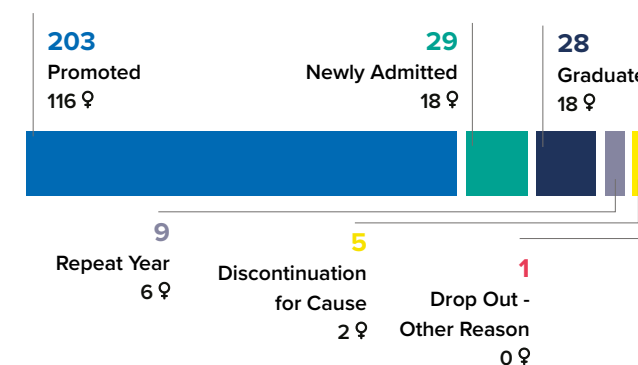 203
Promoted
116 ♀
29
Newly Admitted
18 ♀
28
Graduate
18 ♀
9
Repeat Year
6 ♀
5
Discontinuation
for Cause
2 ♀
1
Drop Out -
Other Reason
0 ♀